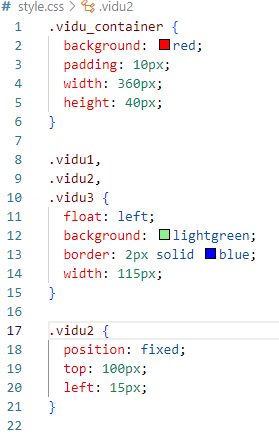 # style.css > .vidu2
1 .vidu_container {
2 background: red;
3 padding: 10px;
4 width: 360px;
5 height: 40px;
6 }
7
8 .vidu1,
9 .vidu2,
10 .vidu3 {
11 float: left;
12 background: lightgreen;
13 border: 2px solid blue;
14 width: 115px;
15 }
16
17 .vidu2 {
18 position: fixed;
19 top: 100px;
20 left: 15px;
21 }
22